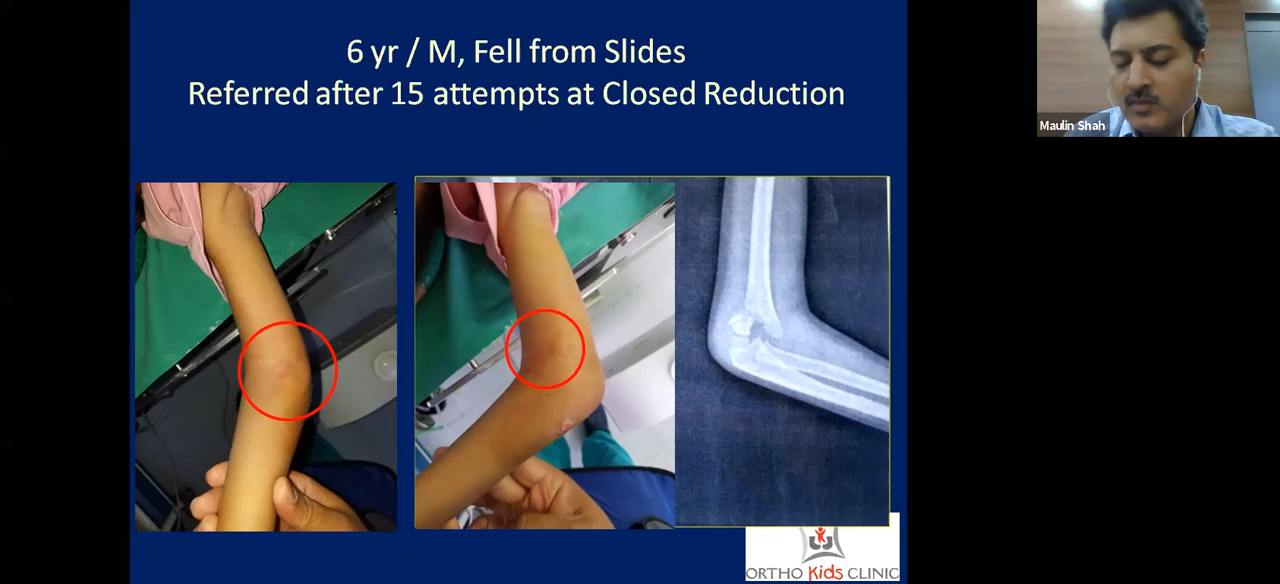 6 yr / M, Fell from Slides
Referred after 15 attempts at Closed Reduction
Maulin Shah
ORTHO Kids CLINIC